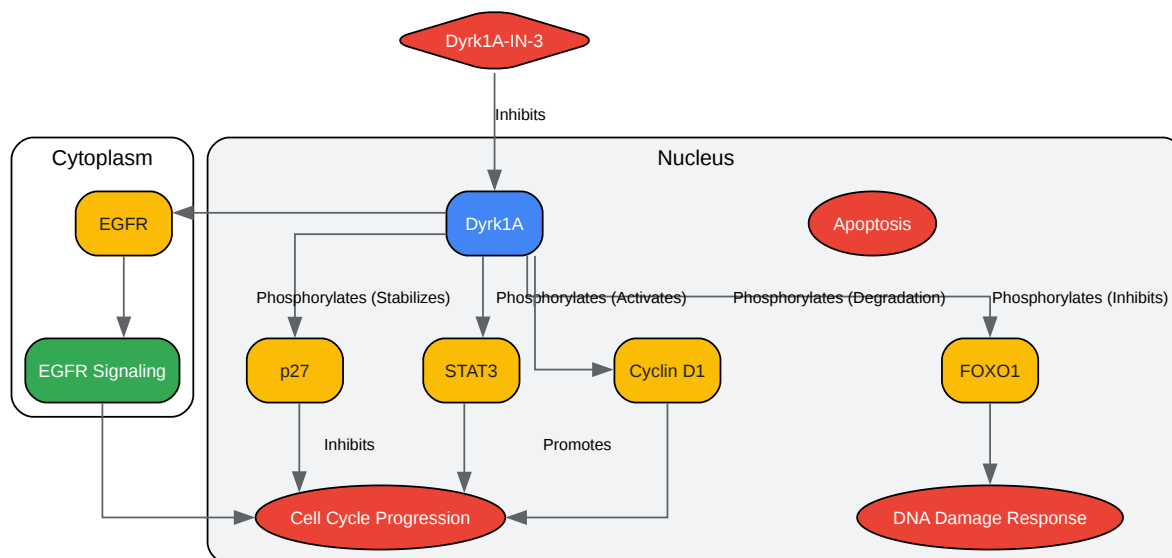 Dyrk1A-IN-3
Inhibits
Cytoplasm
Nucleus
EGFR
Dyrk1A
Apoptosis
Phosphorylates (Stabilizes)
Phosphorylates (Activates)
Phosphorylates (Degradation)
Phosphorylates (Inhibits)
EGFR Signaling
p27
STAT3
Cyclin D1
FOXO1
Inhibits
Promotes
Cell Cycle Progression
DNA Damage Response